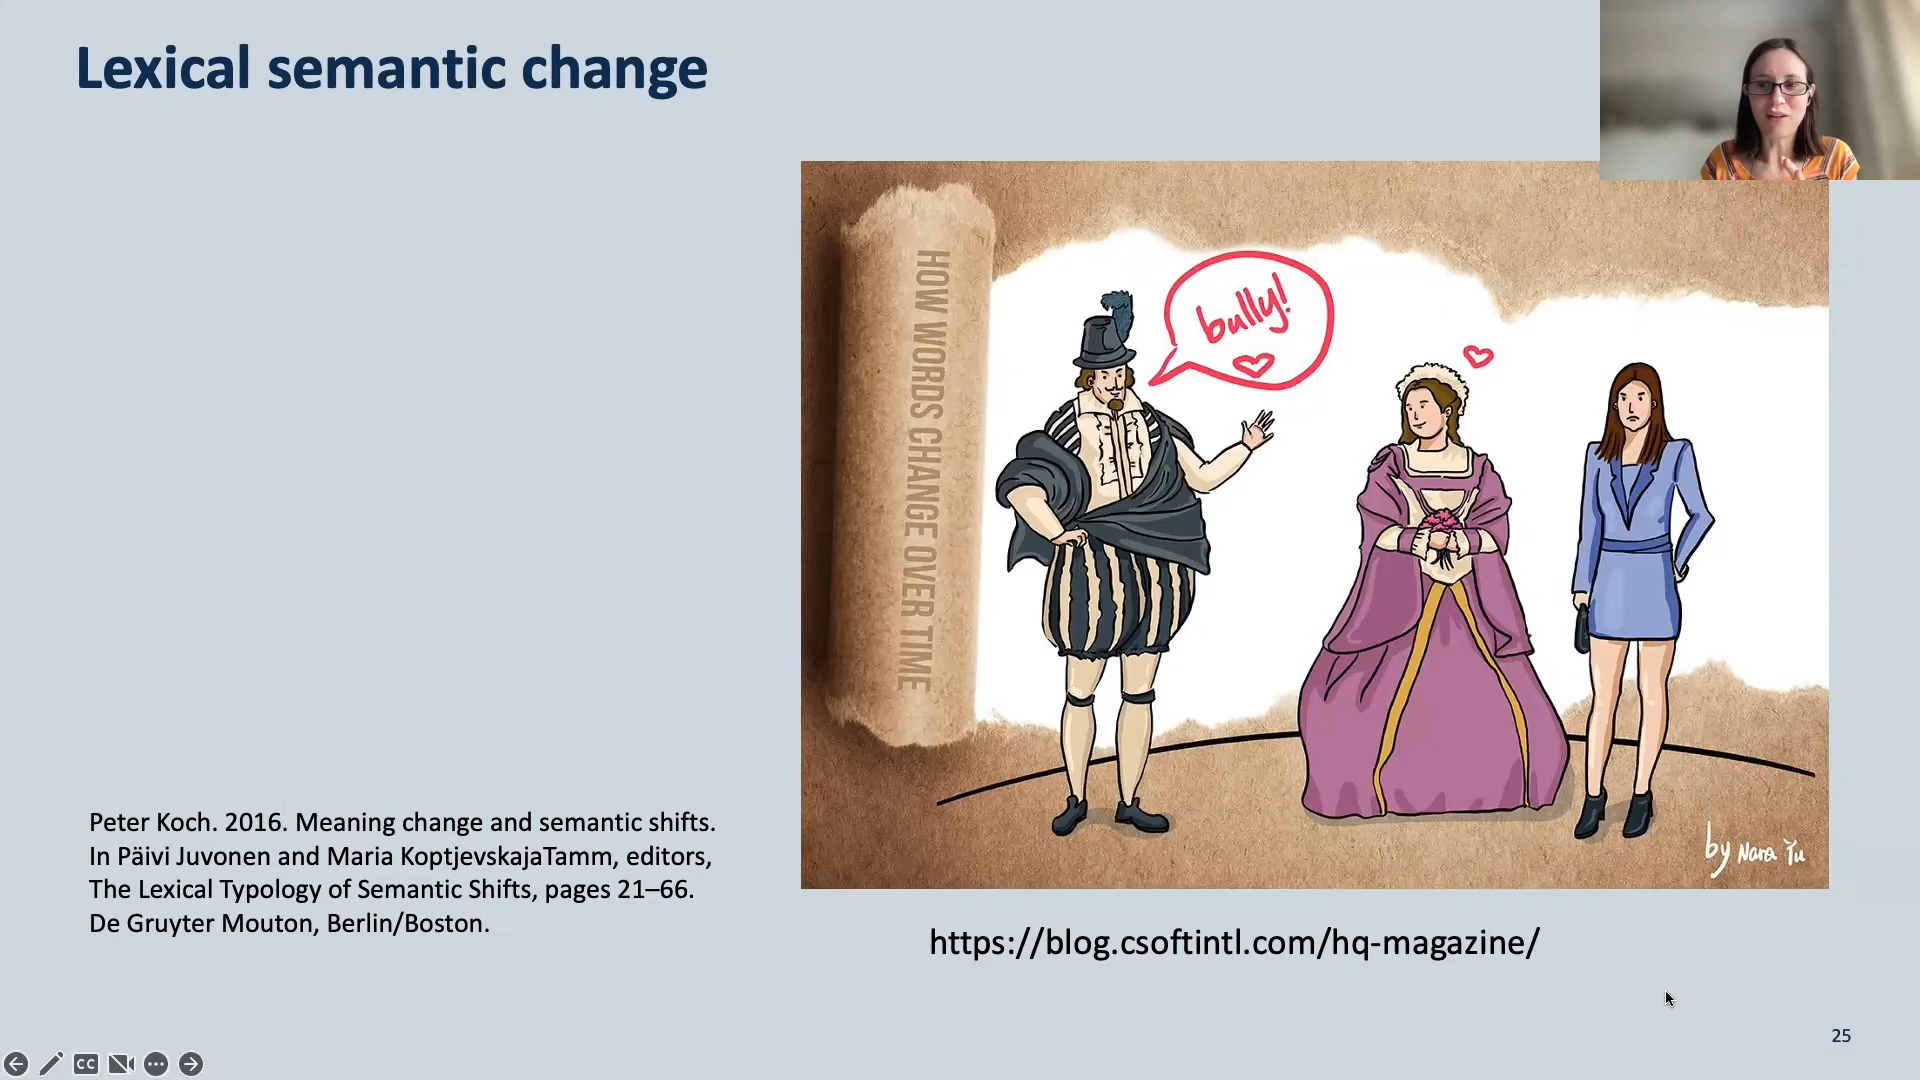 Lexical semantic change
HOW WORDS CHANGE OVER TIME
bully!
by Nara Yu
Peter Koch. 2016. Meaning change and semantic shifts.
In Päivi Juvonen and Maria KoptjevskajaTamm, editors,
The Lexical Typology of Semantic Shifts, pages 21–66.
De Gruyter Mouton, Berlin/Boston.
https://blog.csoftintl.com/hq-magazine/
25
CC